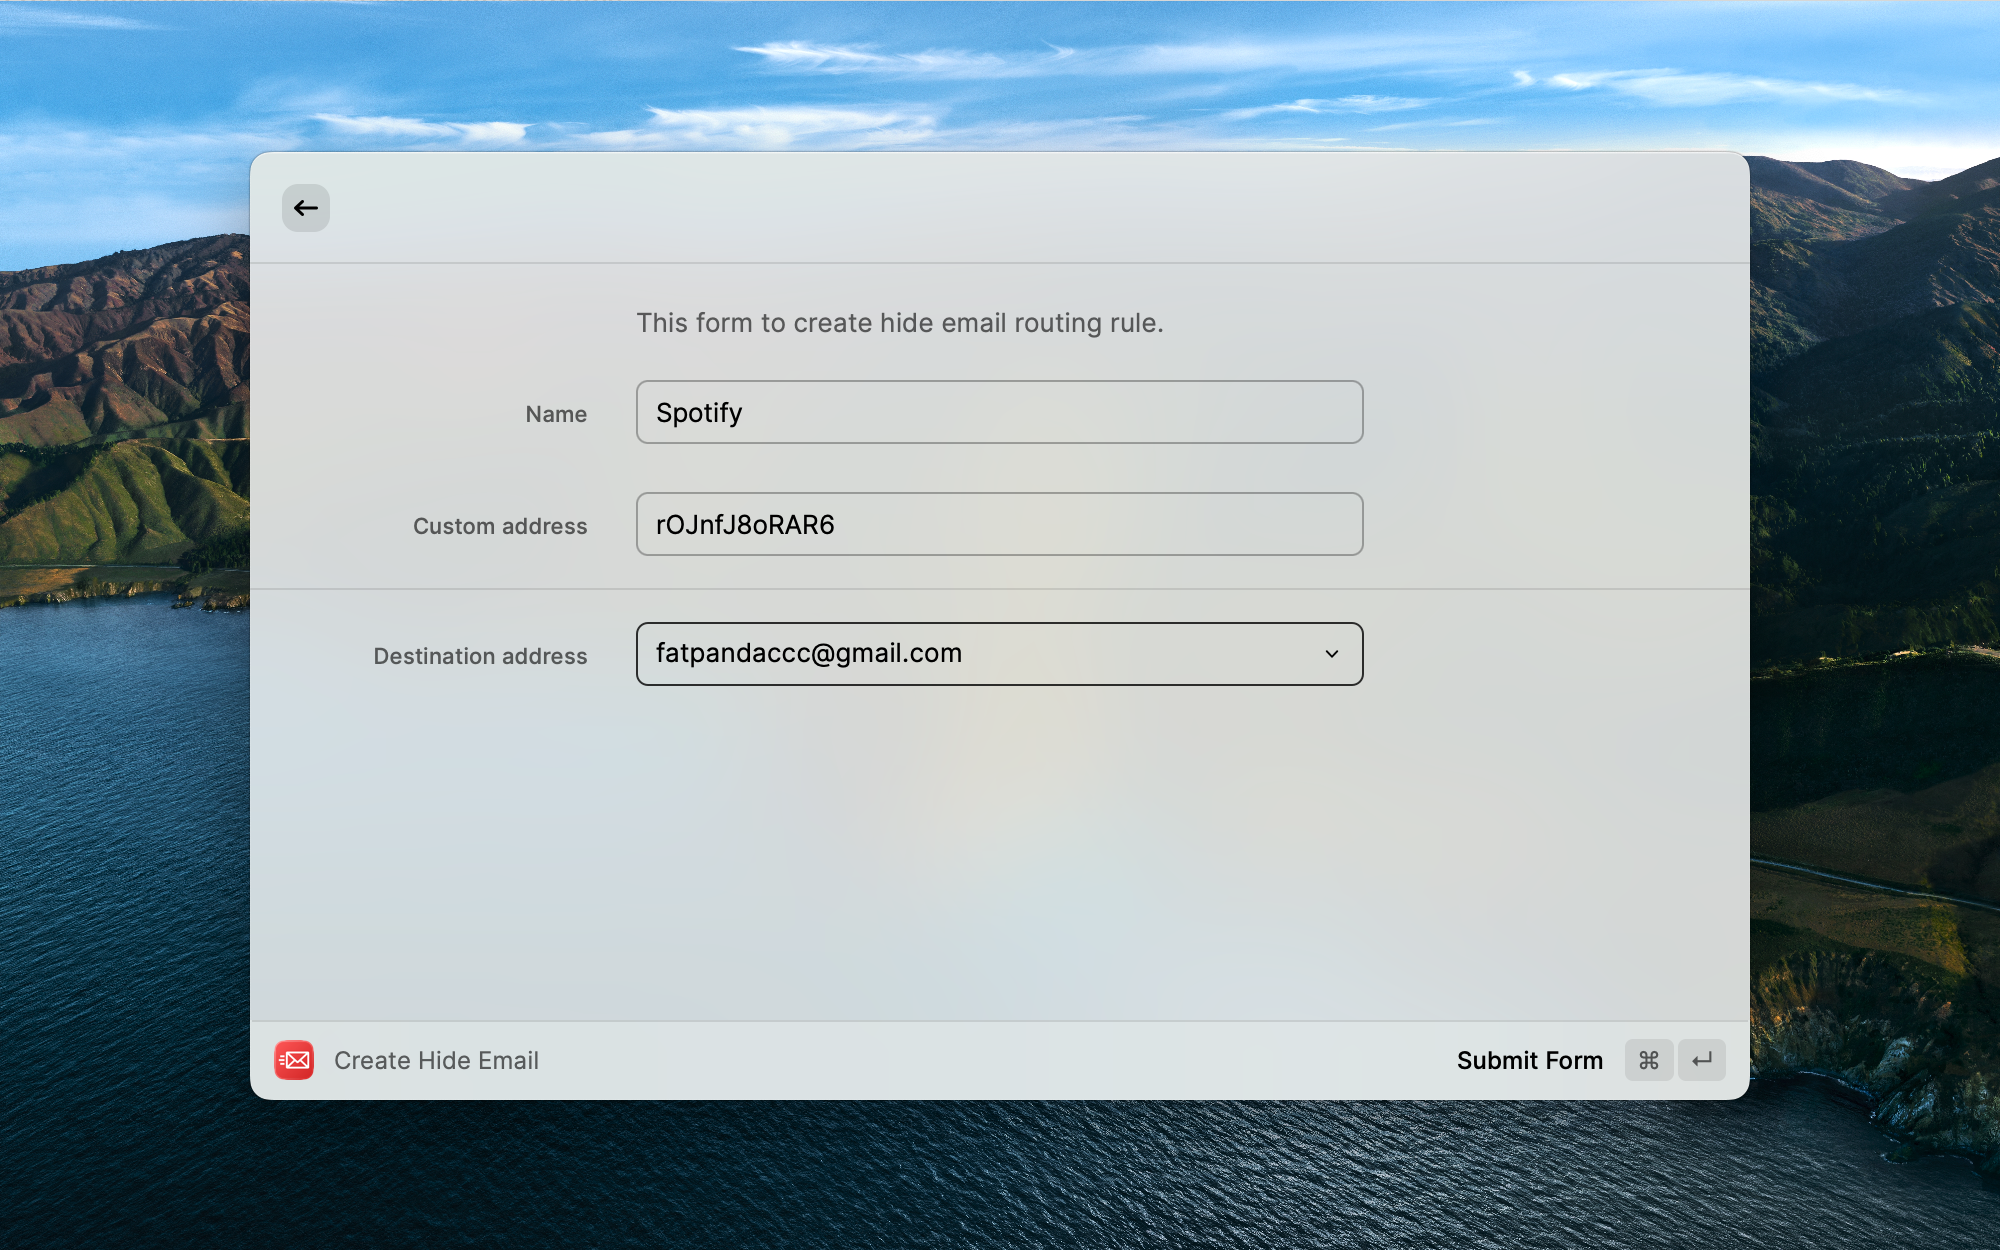 This form to create hide email routing rule.
Name
Spotify
Custom address
rOJnfJ8oRAR6
Destination address
fatpandaccc@gmail.com
Create Hide Email
Submit Form ⌘ ↵